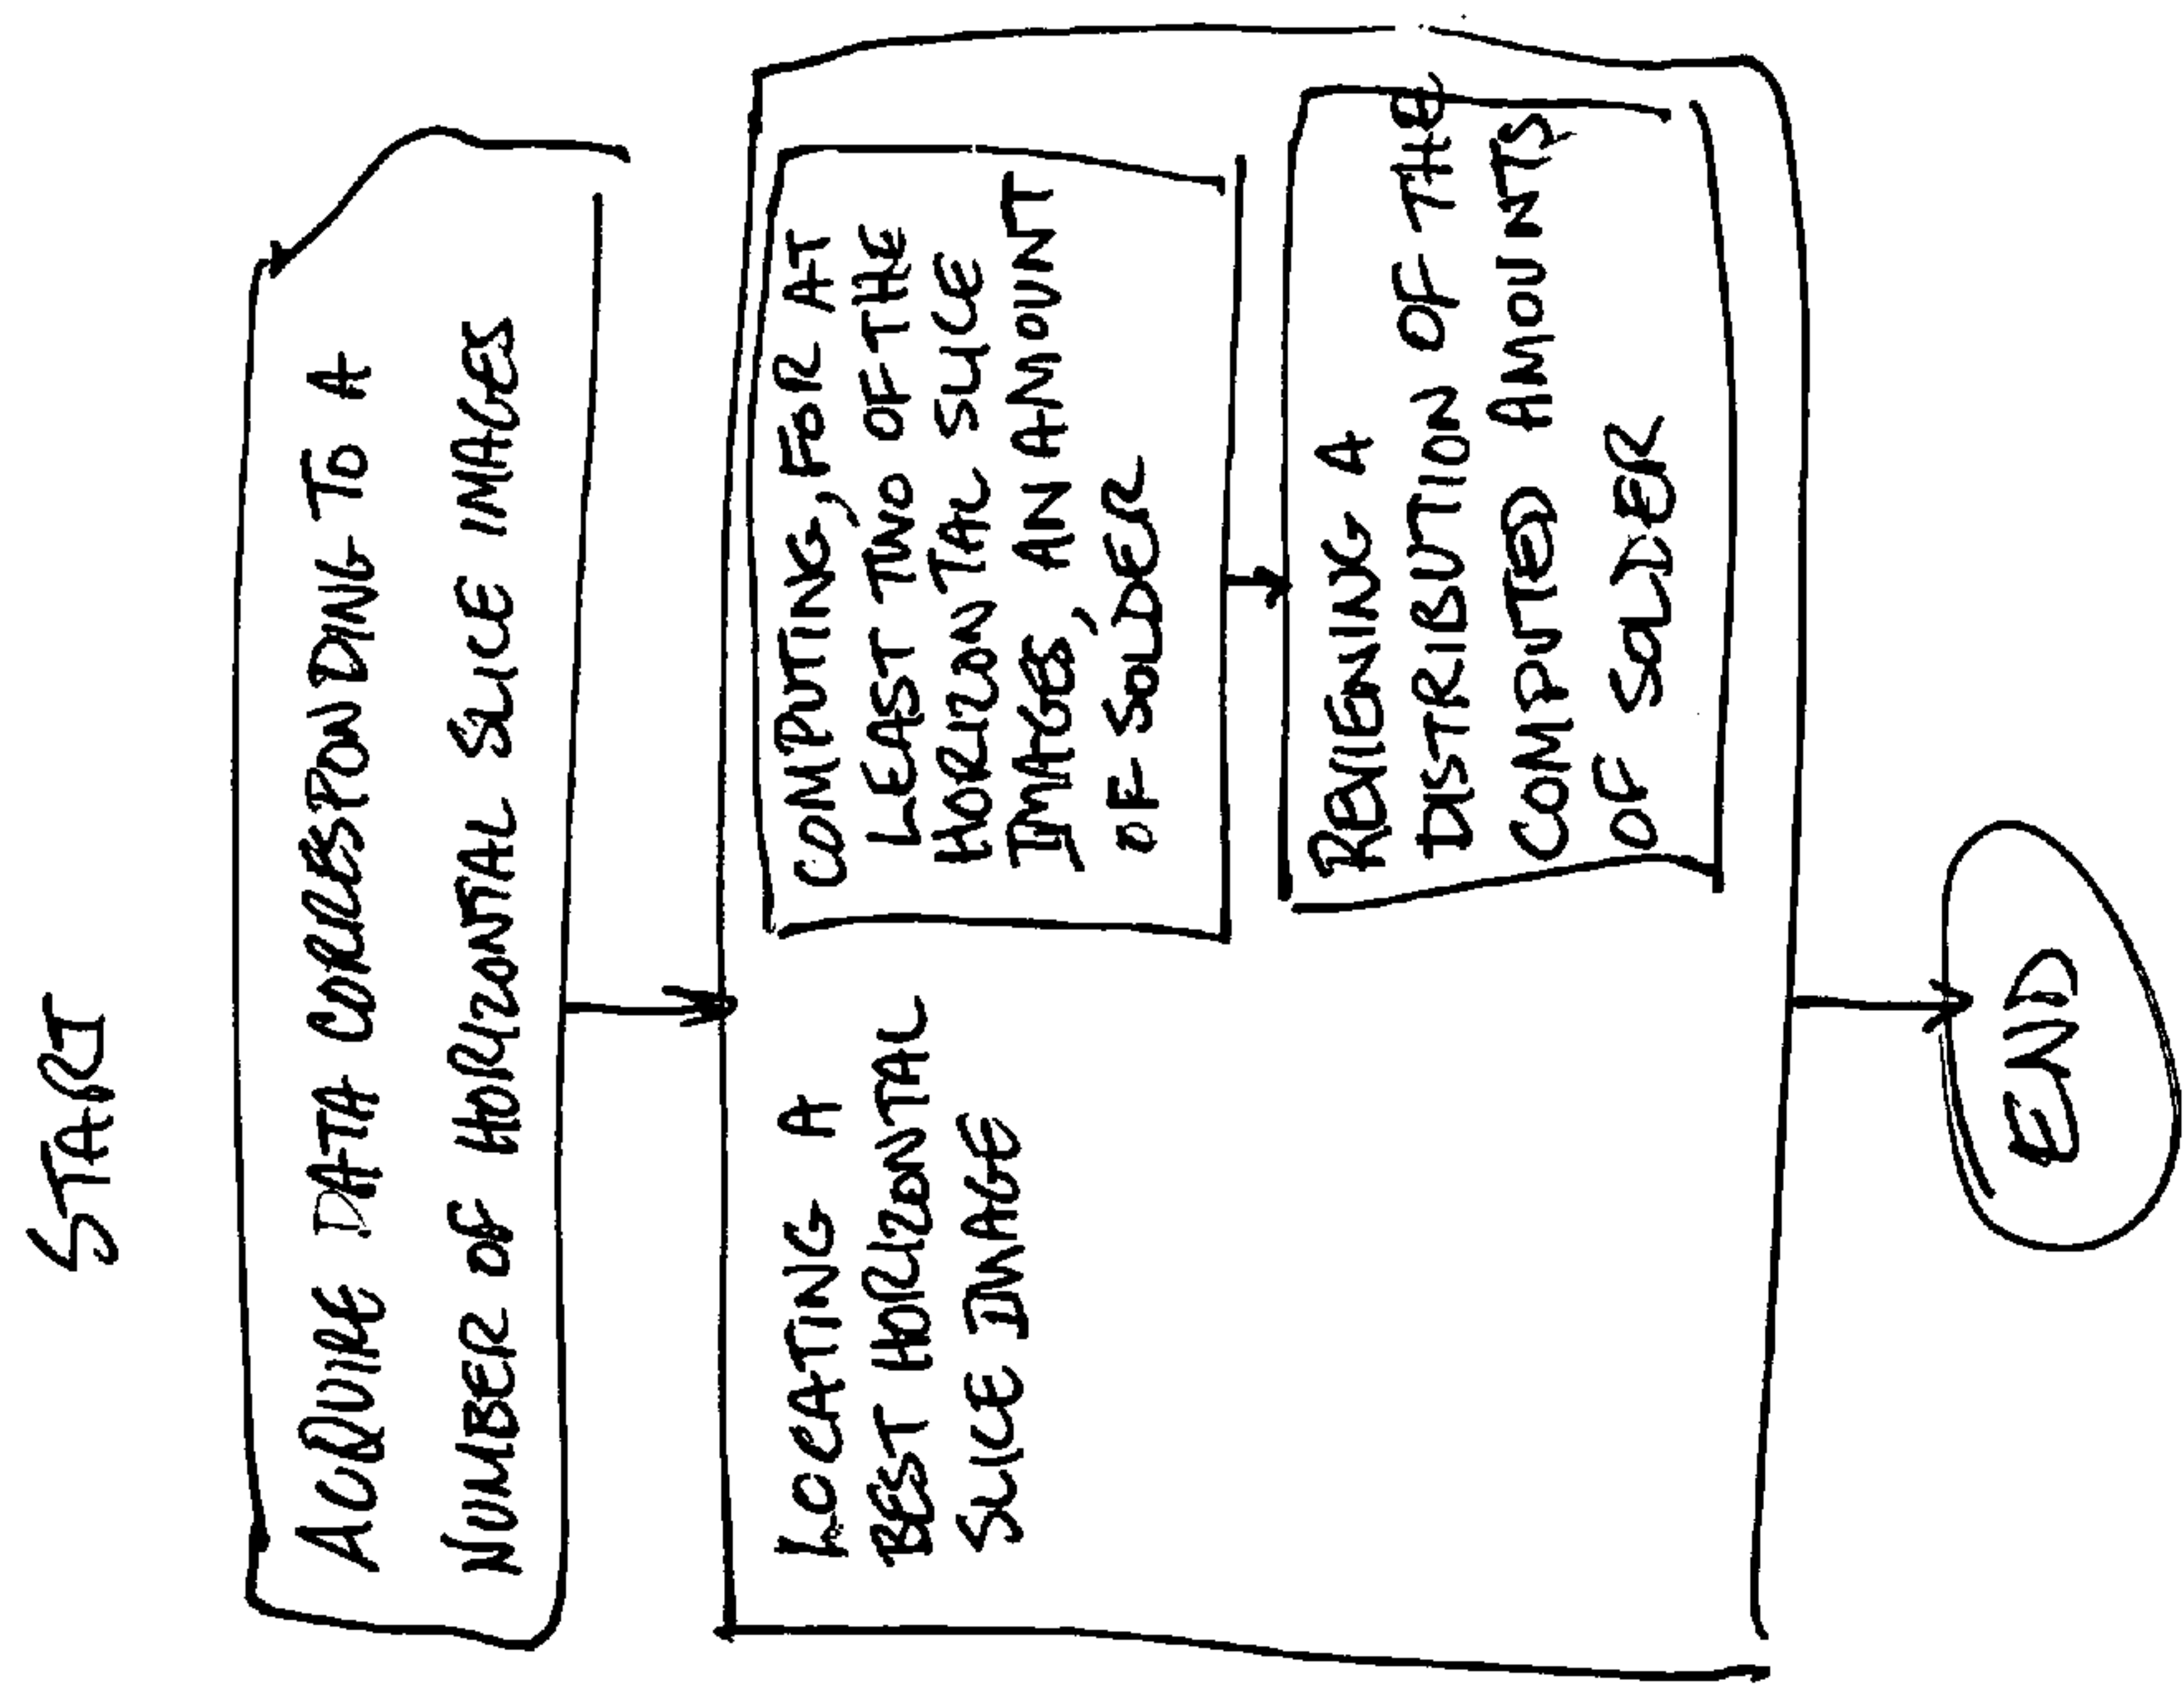 START
ACQUIRE DATA CORRESPONDING TO A
NUMBER OF HORIZONTAL SLICE IMAGES
LOCATING A
BEST HORIZONTAL
SLICE IMAGE
COMPUTING, FOR AT
LEAST TWO OF THE
HORIZONTAL SLICE
IMAGES, AN AMOUNT
OF SOLDER
REVIEWING A
DISTRIBUTION OF THE
COMPUTED AMOUNTS
OF SOLDER
END